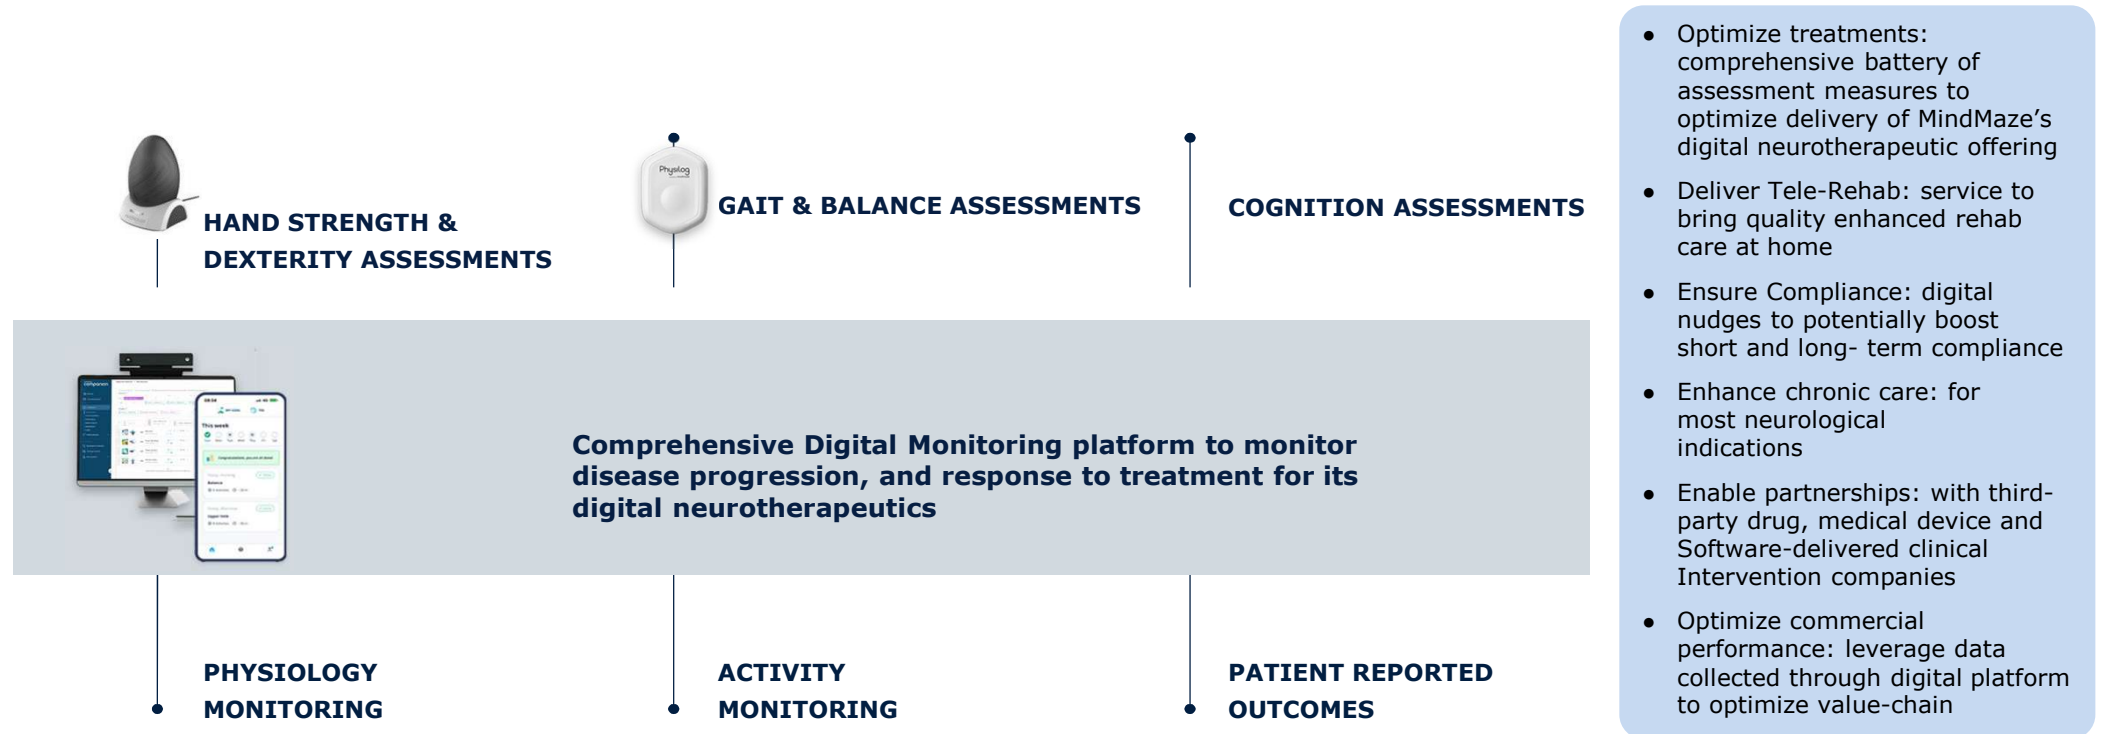 HAND STRENGTH &
DEXTERITY ASSESSMENTS
Physilog
GAIT & BALANCE ASSESSMENTS
COGNITION ASSESSMENTS
companion
This week
Comprehensive Digital Monitoring platform to monitor
disease progression, and response to treatment for its
digital neurotherapeutics
PHYSIOLOGY
MONITORING
ACTIVITY
MONITORING
PATIENT REPORTED
OUTCOMES
● Optimize treatments:
comprehensive battery of
assessment measures to
optimize delivery of MindMaze’s
digital neurotherapeutic offering
● Deliver Tele-Rehab: service to
bring quality enhanced rehab
care at home
● Ensure Compliance: digital
nudges to potentially boost
short and long- term compliance
● Enhance chronic care: for
most neurological
indications
● Enable partnerships: with third-
party drug, medical device and
Software-delivered clinical
Intervention companies
● Optimize commercial
performance: leverage data
collected through digital platform
to optimize value-chain